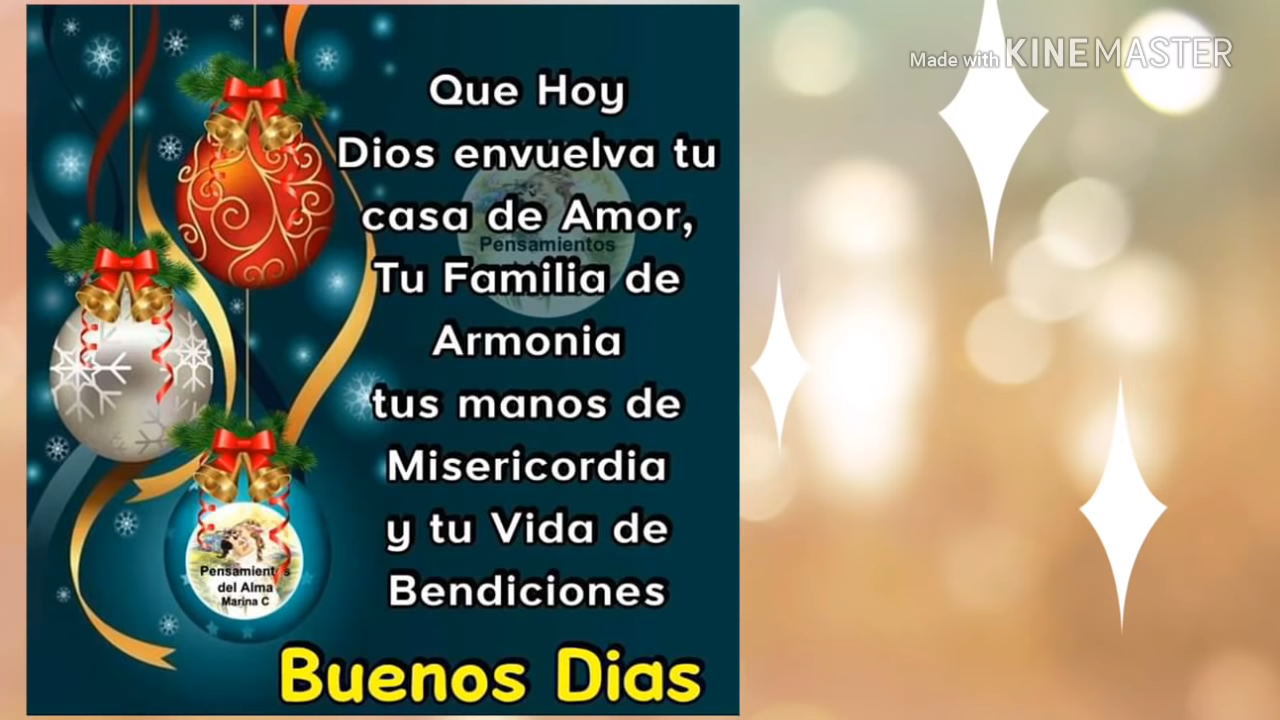 Made with KINEMASTER
Que Hoy
Dios envuelva tu
casa de Amor,
Pensamientos
Tu Familia de
Armonia
tus manos de
Misericordia
y tu Vida de
Bendiciones
Pensamientos
del Alma
Marina C
Buenos Dias